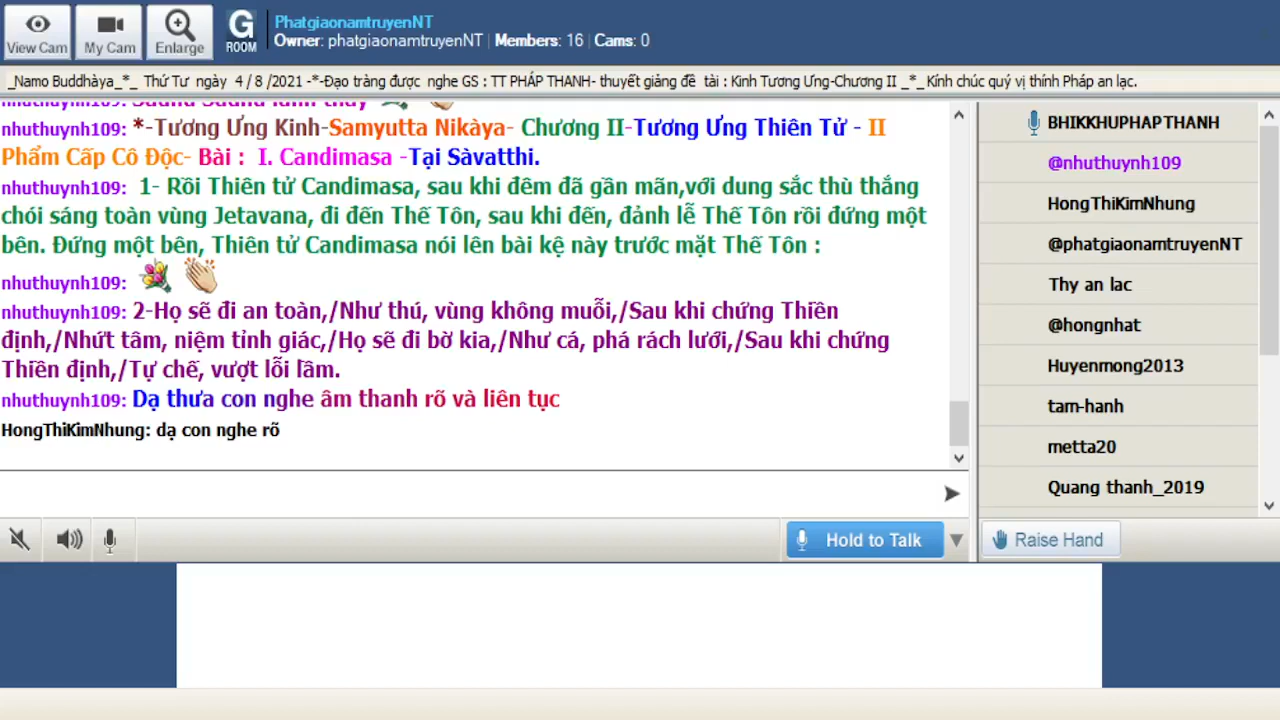 View Cam
My Cam
Enlarge
G
ROOM
PhatgiaonamtruyenNT
Owner: phatgiaonamtruyenNT | Members: 16 | Cams: 0
_Namo Buddhàya_*_ Thứ Tư ngày 4 / 8 /2021 -*-Đạo tràng được nghe GS : TT PHÁP THANH- thuyết giảng đề tài : Kinh Tương Ưng-Chương II _*_ Kính chúc quý vị thính Pháp an lạc.
nhuthuynh109: *-Tương Ưng Kinh-Samyutta Nikàya- Chương II-Tương Ưng Thiên Tử - II
Phẩm Cấp Cô Độc- Bài : I. Candimasa -Tại Sàvatthi.
nhuthuynh109: 1- Rồi Thiên tử Candimasa, sau khi đêm đã gần mãn,với dung sắc thù thắng
chói sáng toàn vùng Jetavana, đi đến Thế Tôn, sau khi đến, đảnh lễ Thế Tôn rồi đứng một
bên. Đứng một bên, Thiên tử Candimasa nói lên bài kệ này trước mặt Thế Tôn :
nhuthuynh109:
nhuthuynh109: 2-Họ sẽ đi an toàn,/Như thú, vùng không muỗi,/Sau khi chứng Thiền
định,/Nhứt tâm, niệm tỉnh giác,/Họ sẽ đi bờ kia,/Như cá, phá rách lưới,/Sau khi chứng
Thiền định,/Tự chế, vượt lỗi lầm.
nhuthuynh109: Dạ thưa con nghe âm thanh rõ và liên tục
HongThiKimNhung: dạ con nghe rõ
BHIKKHUPHAPTHANH
@nhuthuynh109
HongThiKimNhung
@phatgiaonamtruyenNT
Thy an lac
@hongnhat
Huyenmong2013
tam-hanh
metta20
Quang thanh_2019
Hold to Talk
Raise Hand